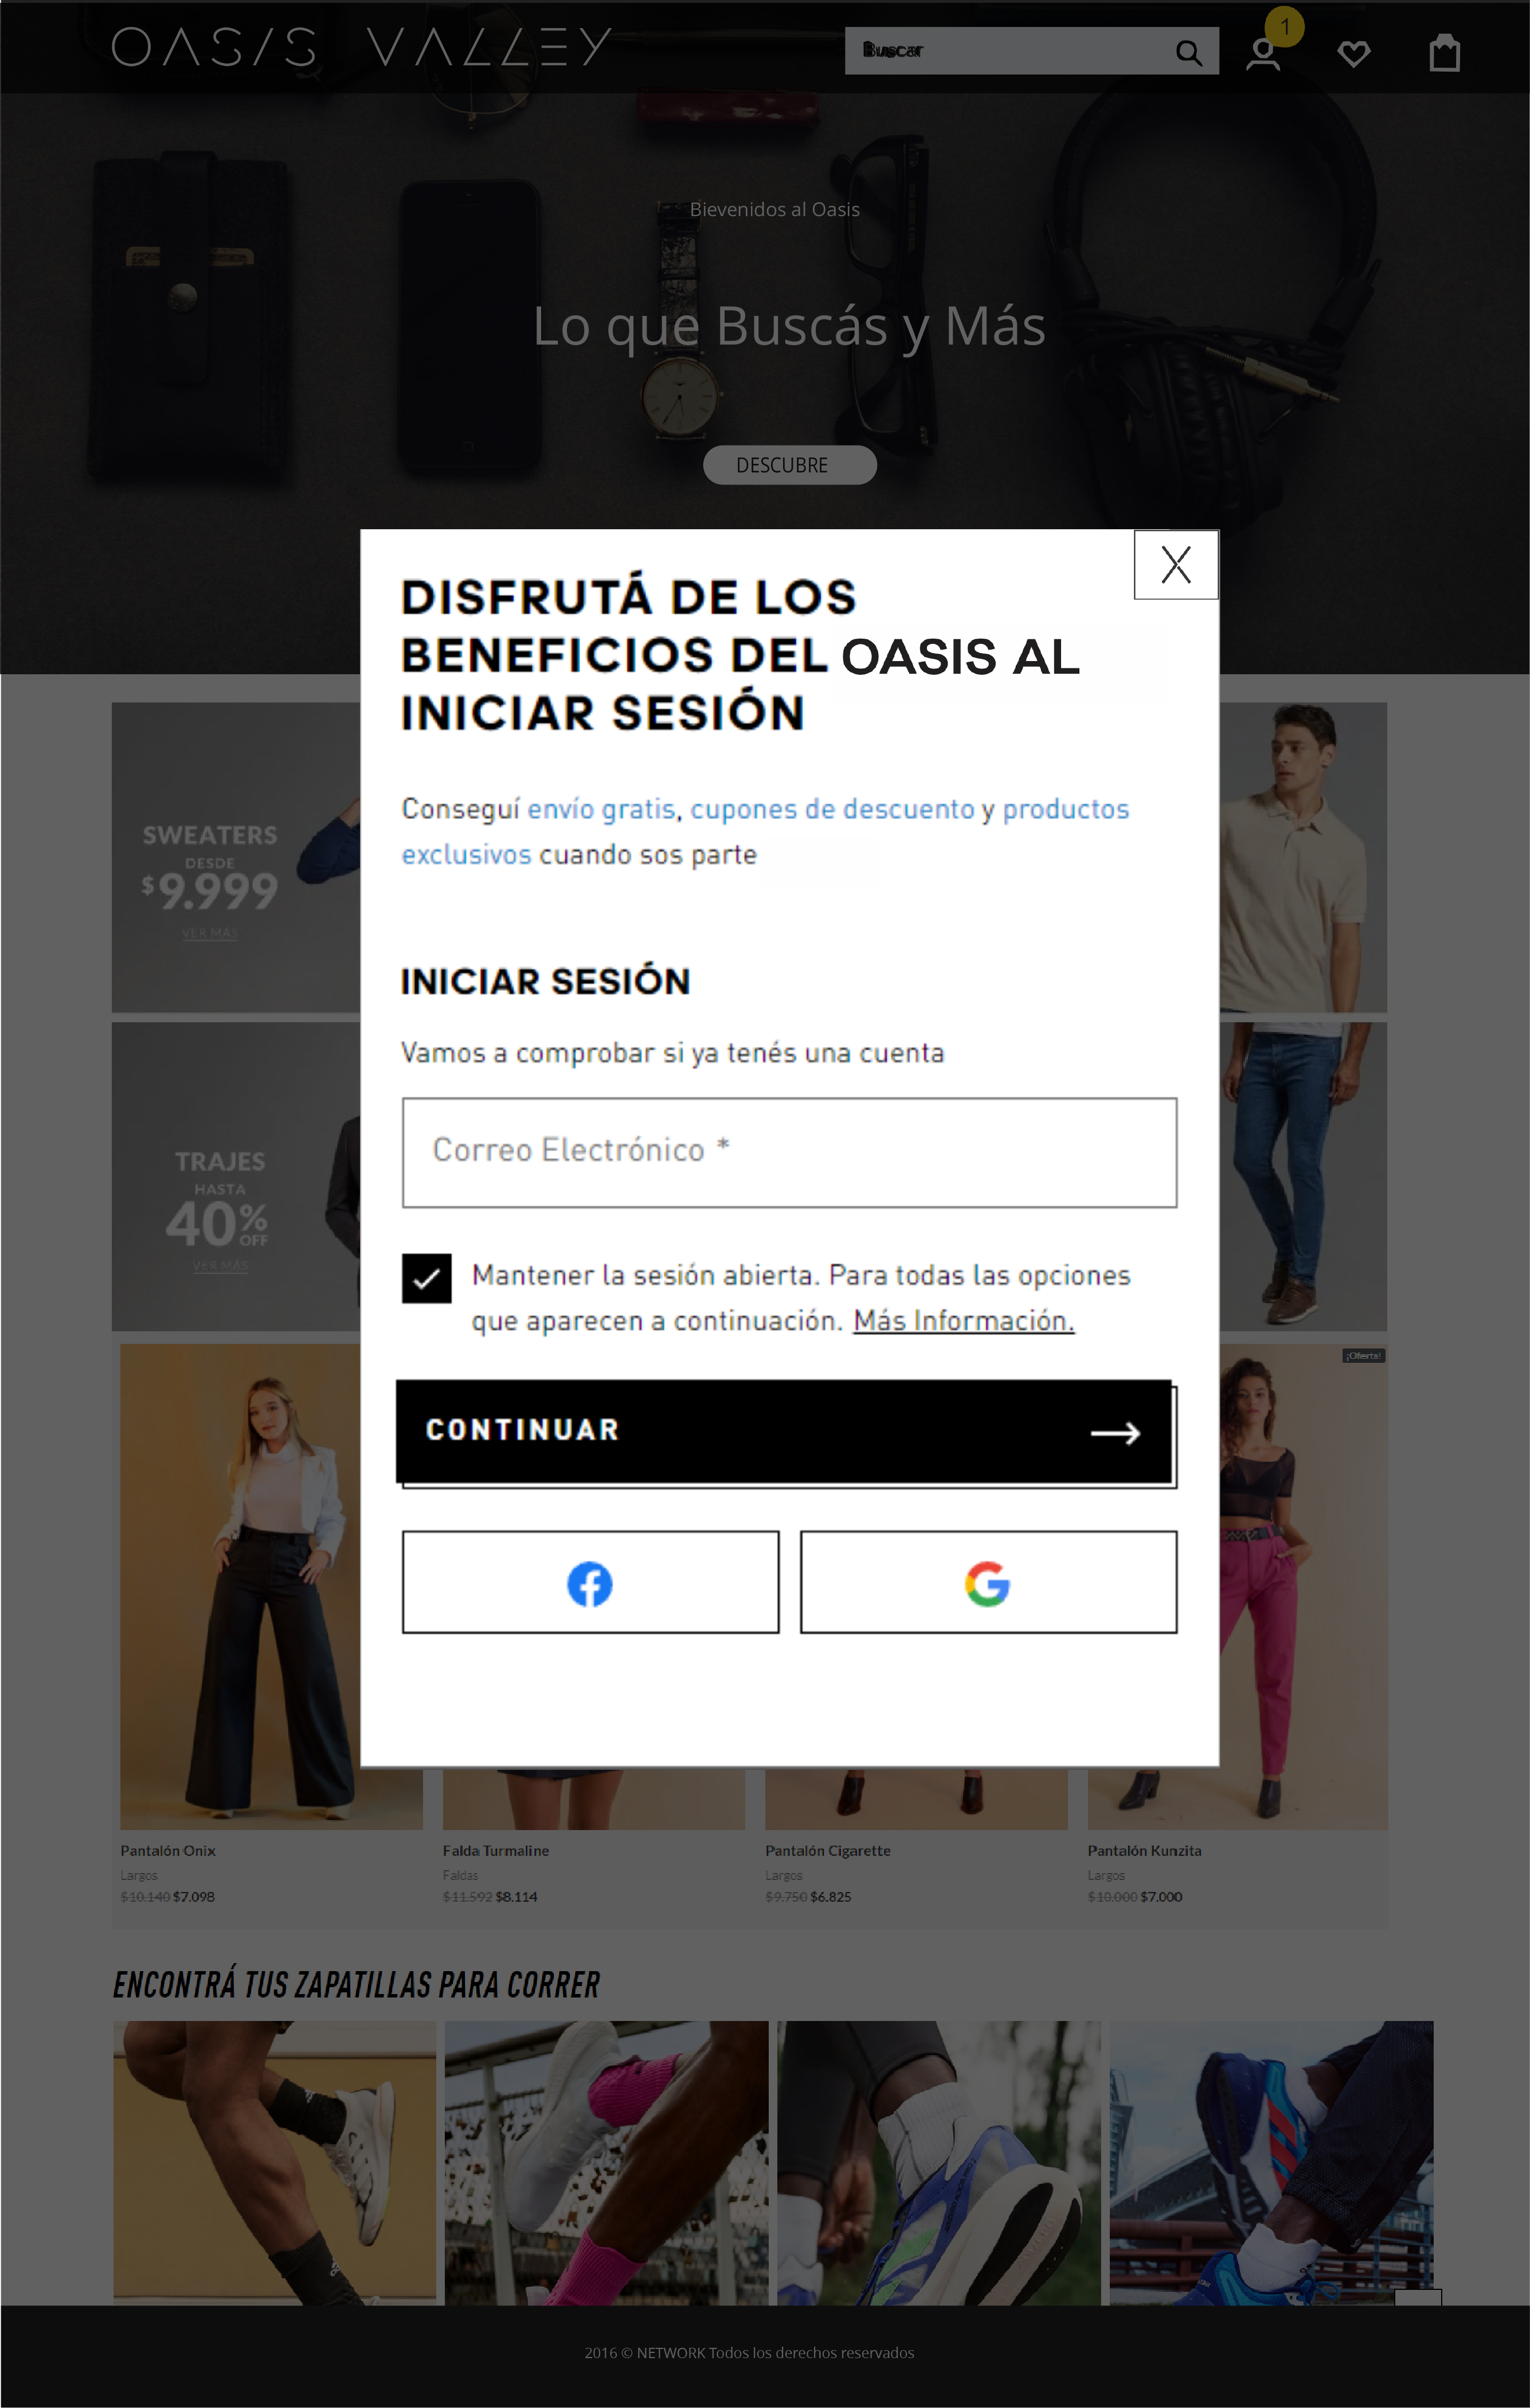 OASIS VALLEY
Buscar
1
Bievenidos al Oasis
Lo que Buscás y Más
DESCUBRE
X
DISFRUTÁ DE LOS
BENEFICIOS DEL OASIS AL
INICIAR SESIÓN
Conseguí envío gratis, cupones de descuento y productos
exclusivos cuando sos parte
INICIAR SESIÓN
Vamos a comprobar si ya tenés una cuenta
Correo Electrónico *
Mantener la sesión abierta. Para todas las opciones
que aparecen a continuación. Más Información.
CONTINUAR
SWEATERS
DESDE
$9.999
VER MÁS
TRAJES
HASTA
40% OFF
VER MÁS
¡Oferta!
Pantalón Onix
Largos
$10.140 $7.098
Falda Turmaline
Faldas
$11.592 $8.114
Pantalón Cigarette
Largos
$9.750 $6.825
Pantalón Kunzita
Largos
$10.000 $7.000
ENCONTRÁ TUS ZAPATILLAS PARA CORRER
2016 © NETWORK Todos los derechos reservados